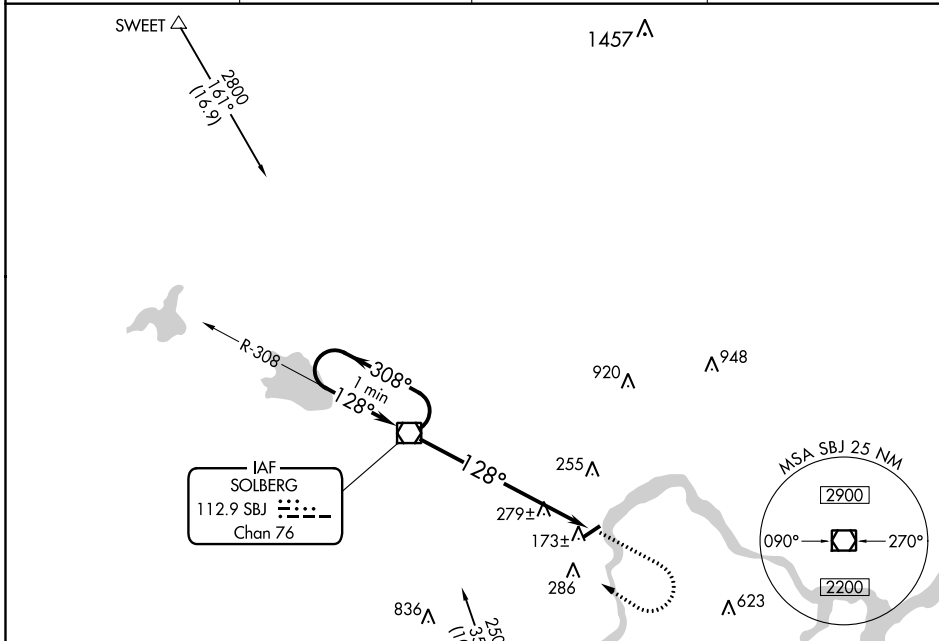 SWEET
1457
2800
161°
(16.9)
R-308
308°
1 min
128°
920
948
128°
IAF
SOLBERG
112.9 SBJ
Chan 76
255
279±
173±
286
836
623
MSA SBJ 25 NM
2900
090°
270°
2200